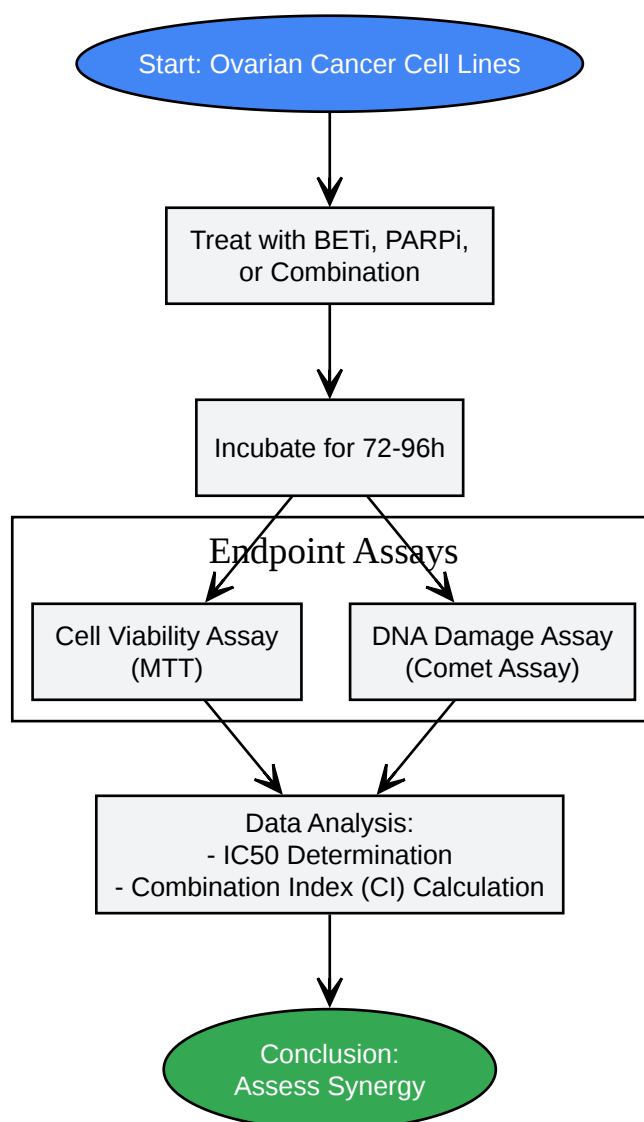 Start: Ovarian Cancer Cell Lines
Treat with BETi, PARPi,
or Combination
Incubate for 72-96h
Endpoint Assays
Cell Viability Assay
(MTT)
DNA Damage Assay
(Comet Assay)
Data Analysis:
- IC50 Determination
- Combination Index (CI) Calculation
Conclusion:
Assess Synergy